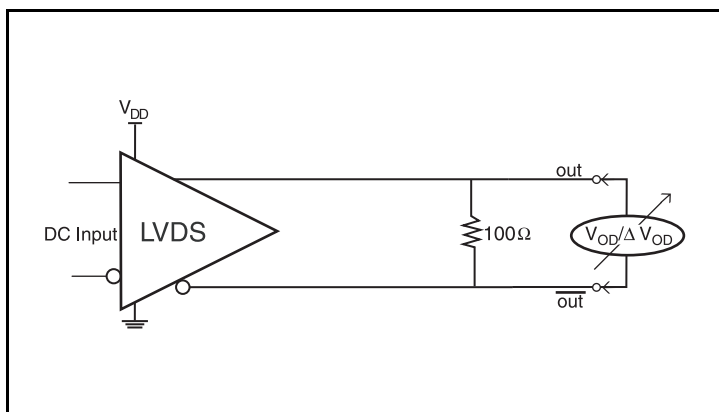 VDD
out
DC Input
LVDS
100Ω
VOD/Δ VOD
out